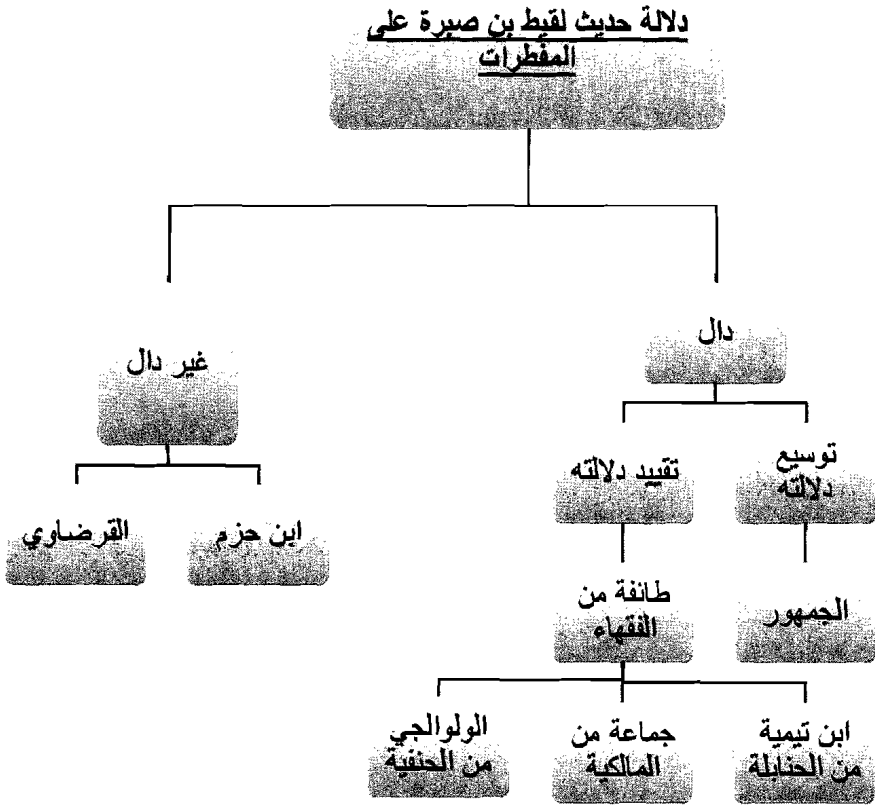 دلالة حديث لقيط بن صبرة على
المفطرات
دال
غير دال
توسيع
دلالته
تقييد دلالته
ابن حزم
القرضاوي
الجمهور
طائفة من
الفقهاء
ابن تيمية
من الحنابلة
جماعة من
المالكية
الولوالجي
من الحنفية